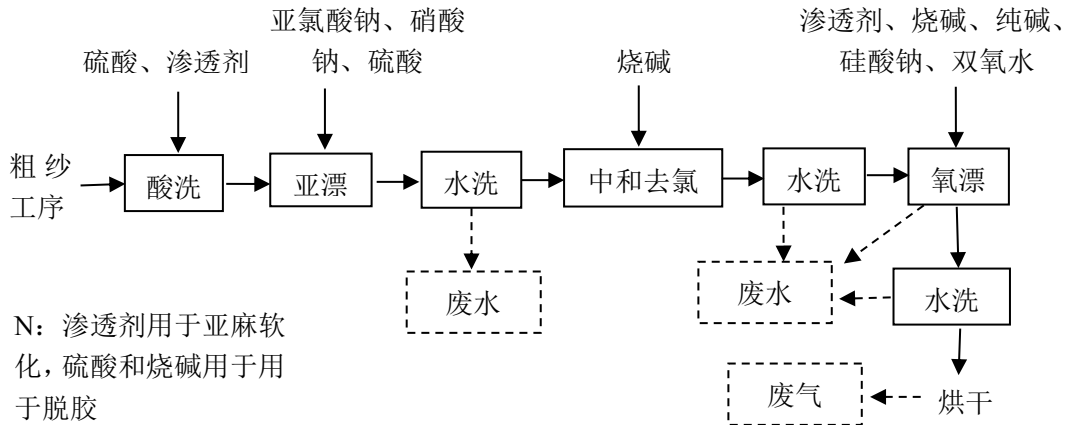 亚氯酸钠、硝酸
钠、硫酸
渗透剂、烧碱、纯碱、
硅酸钠、双氧水
硫酸、渗透剂
烧碱
粗 纱
工序
酸洗
亚漂
水洗
中和去氯
水洗
氧漂
废水
废水
水洗
N：渗透剂用于亚麻软
化，硫酸和烧碱用于用
于脱胶
废气
烘干